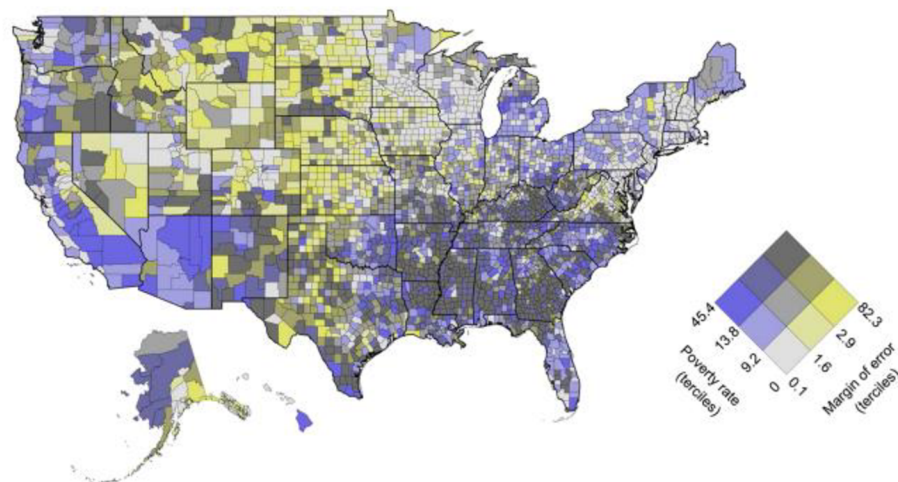 45.4
13.8
9.2
0
Poverty rate
(terciles)
82.3
2.9
1.6
0.1
Margin of error
(terciles)